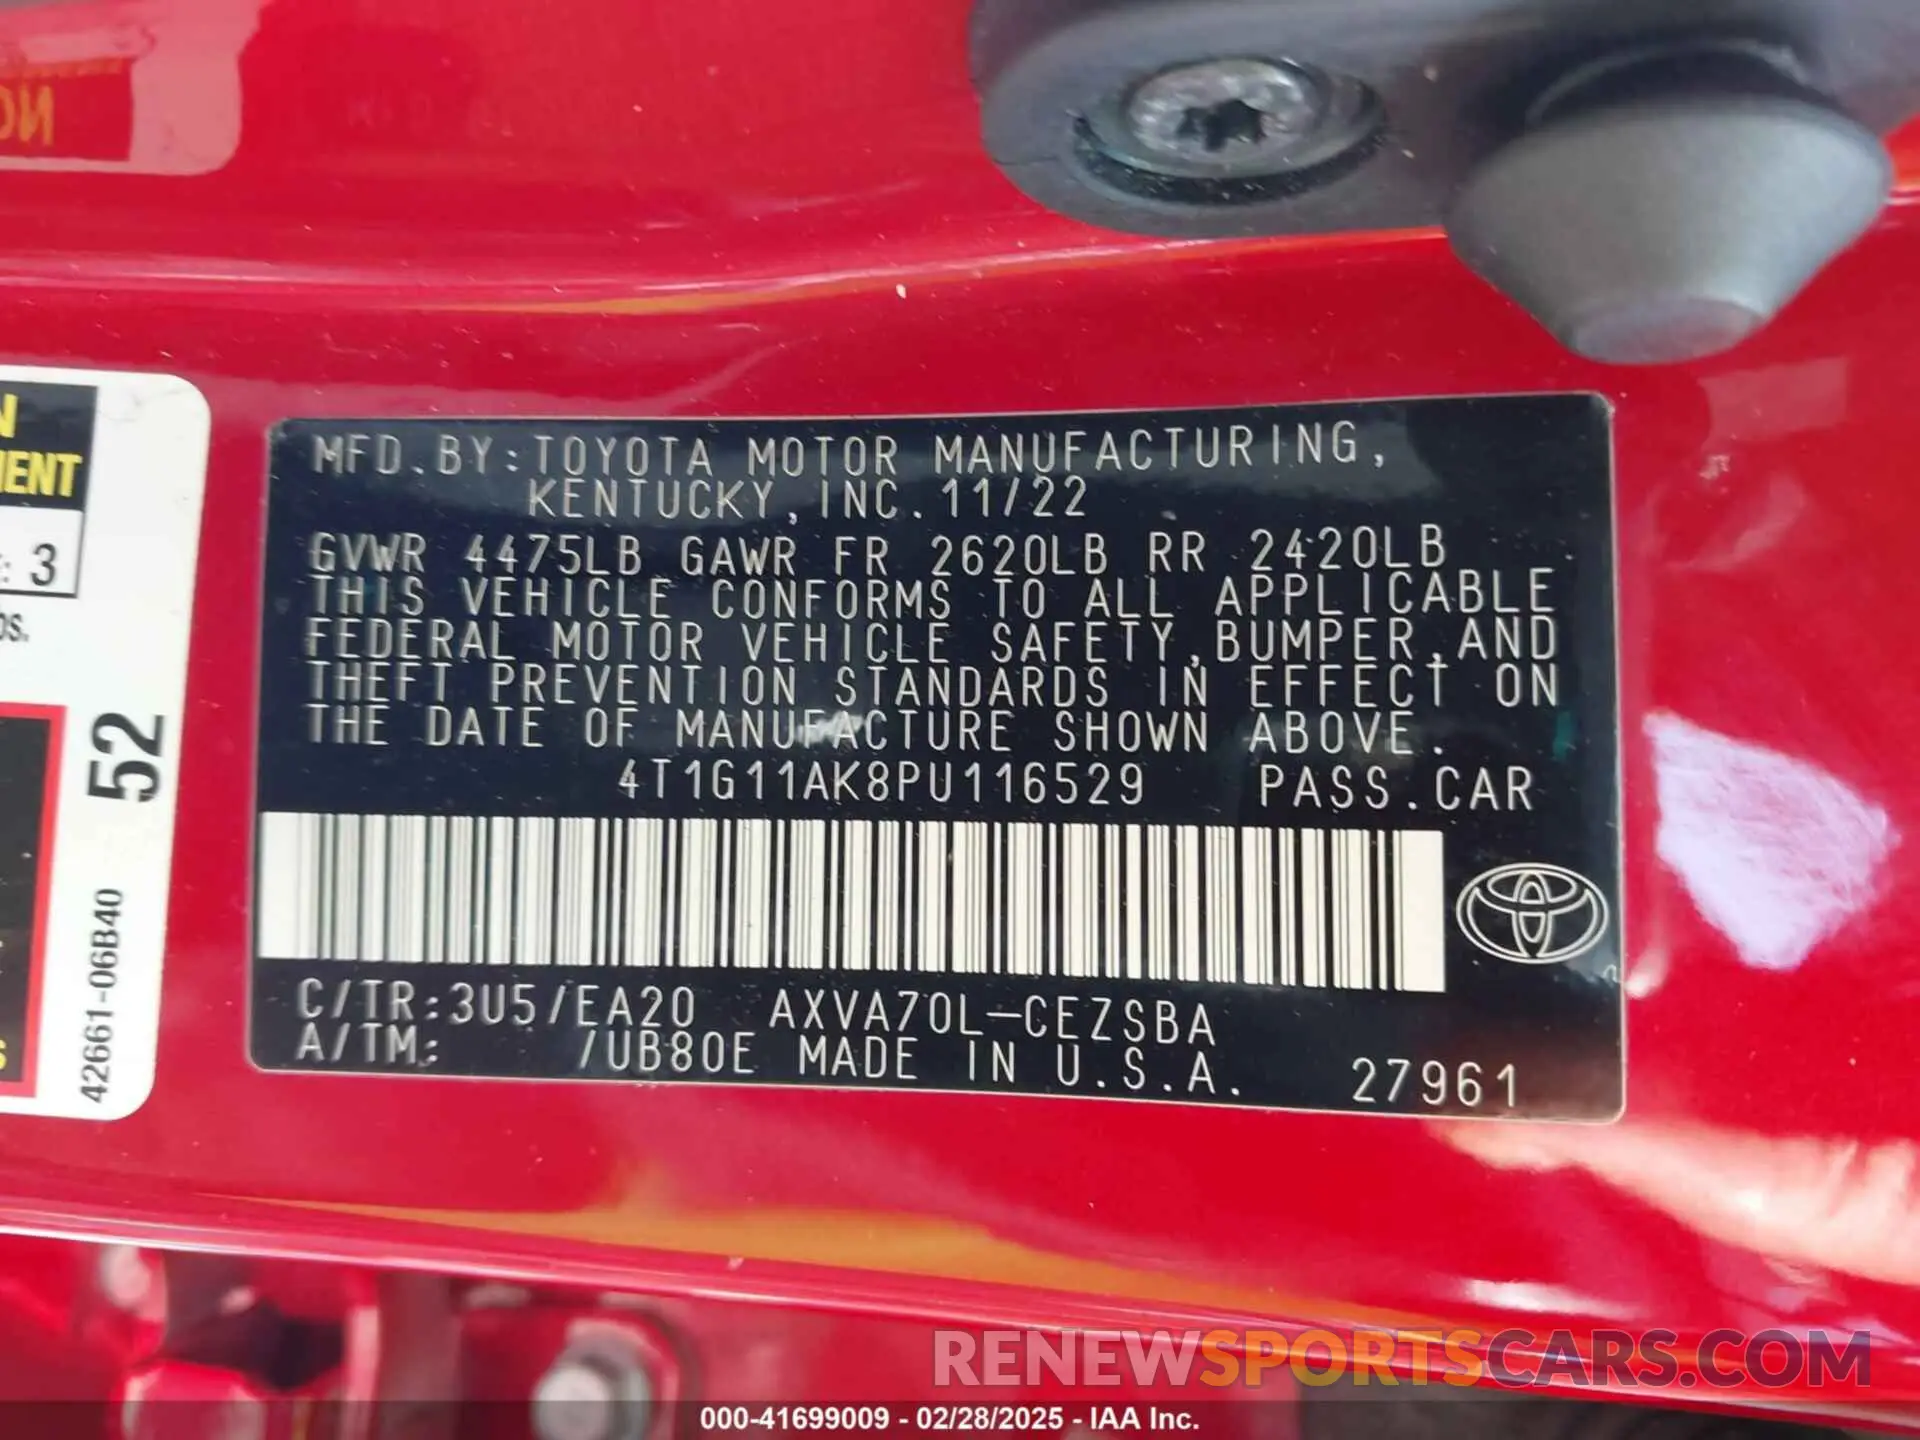 MENT
: 3
52
42661-06B40
MFD.BY:TOYOTA MOTOR MANUFACTURING,
KENTUCKY,INC.11/22
GVWR 4475LB GAWR FR 2620LB RR 2420LB
THIS VEHICLE CONFORMS TO ALL APPLICABLE
FEDERAL MOTOR VEHICLE SAFETY,BUMPER,AND
THEFT PREVENTION STANDARDS IN EFFECT ON
THE DATE OF MANUFACTURE SHOWN ABOVE.
4T1G11AK8PU116529 PASS.CAR
C/TR:3U5/EA20 AXVA70L-CEZSBA
A/TM: /UB80E MADE IN U.S.A. 27961
RENEWSPORTSCARS.COM
000-41699009 - 02/28/2025 - IAA Inc.